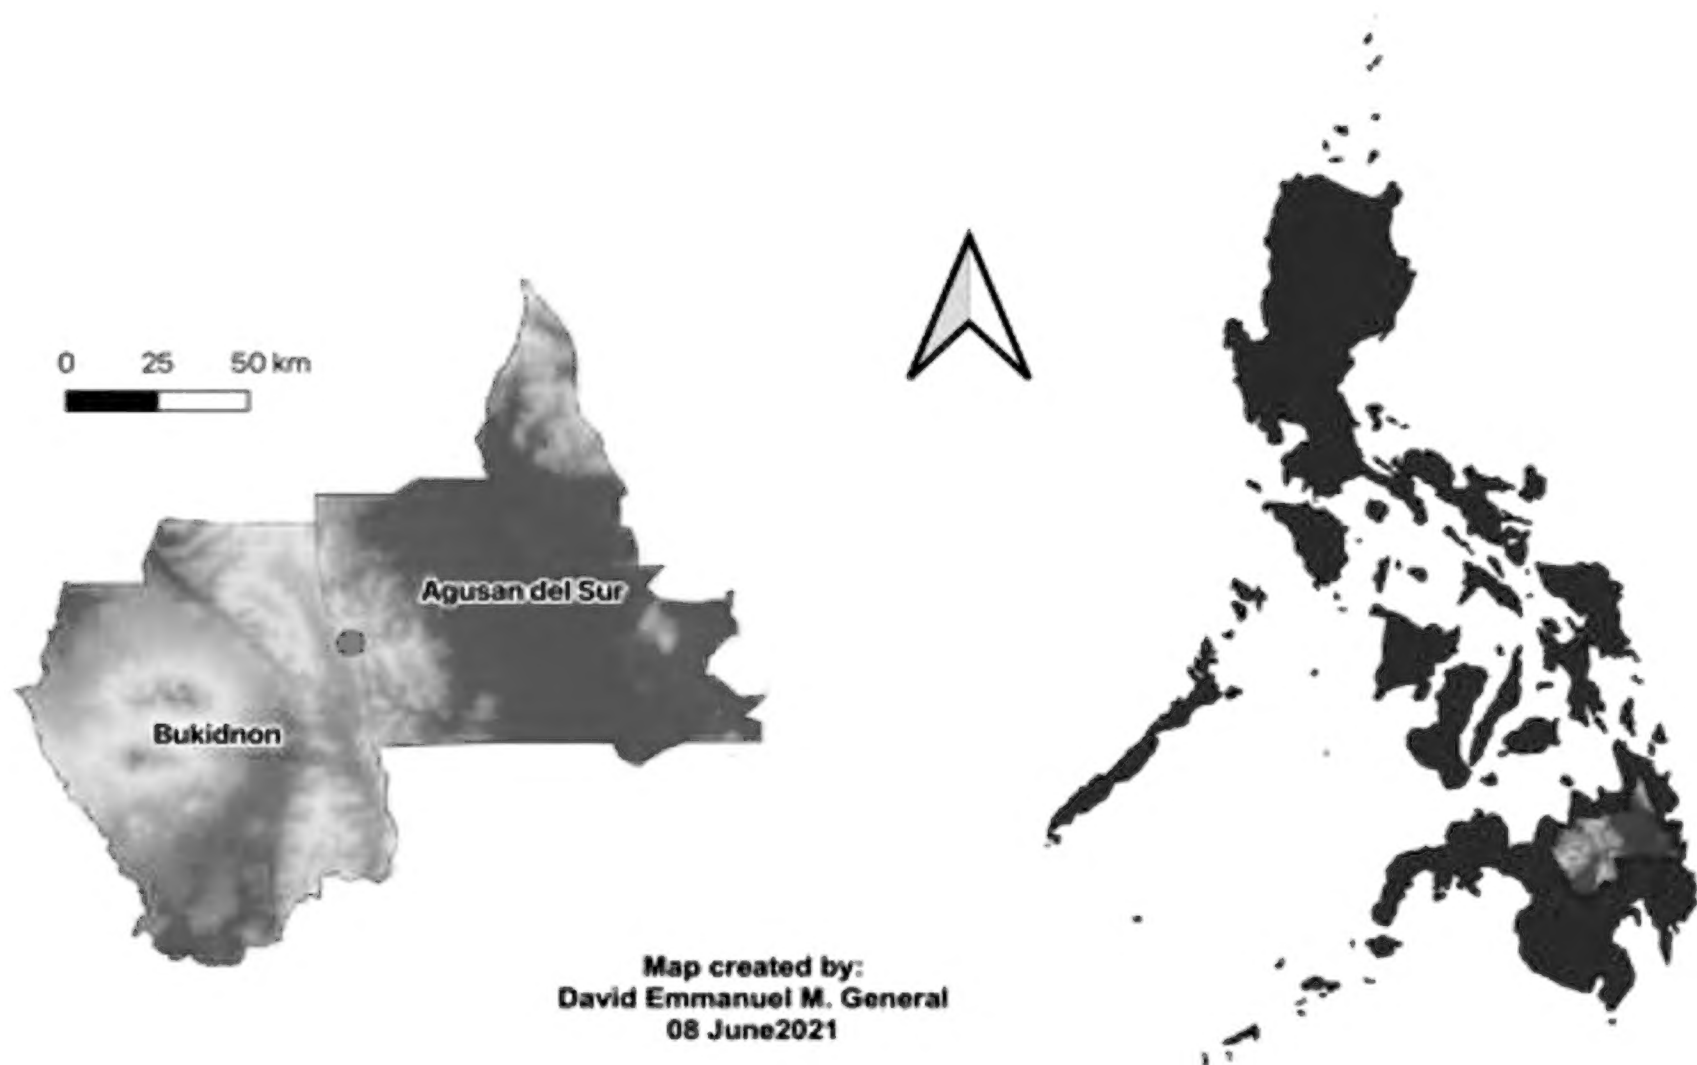 0 25 50 km
Agusan del Sur
Bukidnon
Map created by:
David Emmanuel M. General
08 June2021